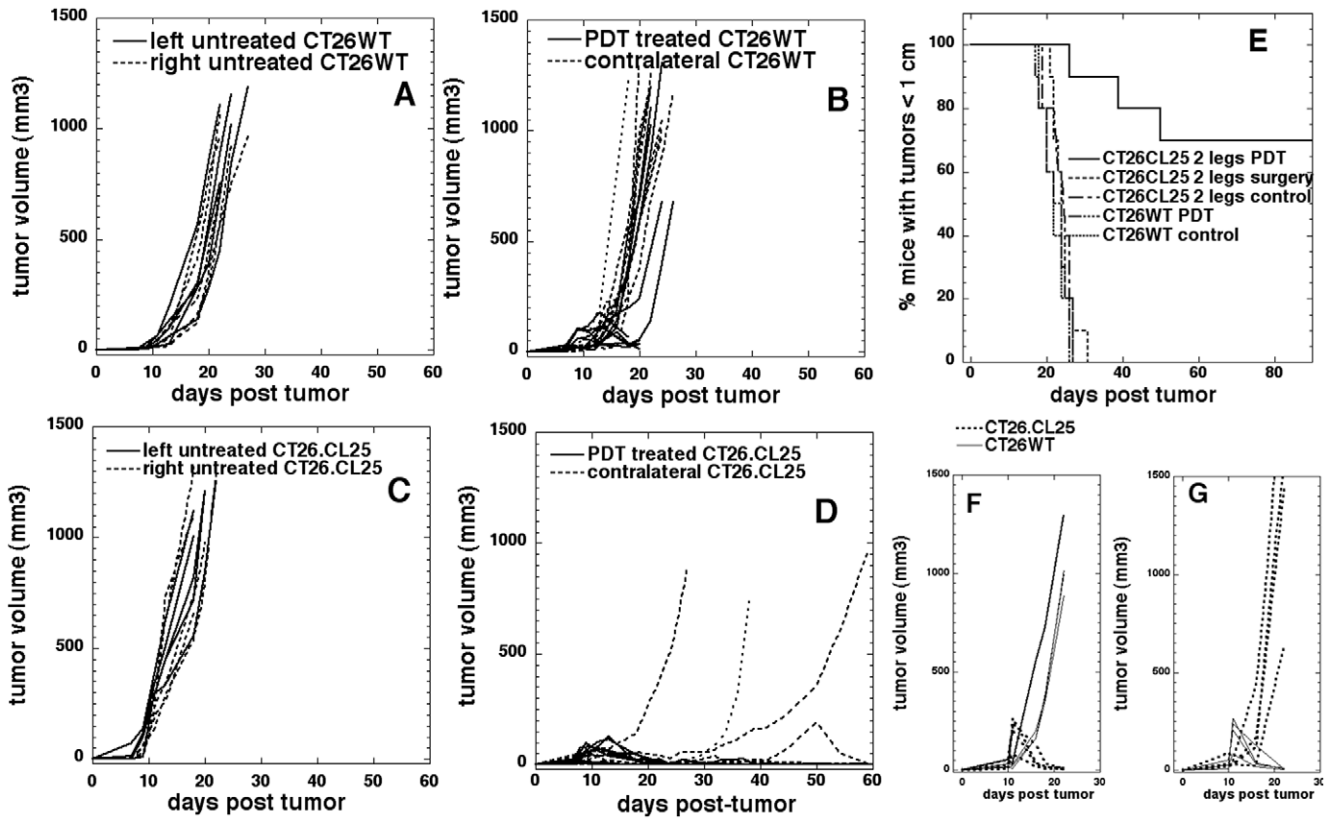 1500
1000
500
0
tumor volume (mm3)
left untreated CT26WT
right untreated CT26WT
A
0 10 20 30 40 50 60
days post tumor
1500
1000
500
0
tumor volume (mm3)
PDT treated CT26WT
contralateral CT26WT
B
0 10 20 30 40 50 60
days post tumor
100
80
60
40
20
0
% mice with tumors < 1 cm
E
CT26CL25 2 legs PDT
CT26CL25 2 legs surgery
CT26CL25 2 legs control
CT26WT PDT
CT26WT control
0 20 40 60 80
days post tumor
1500
1000
500
0
tumor volume (mm3)
left untreated CT26.CL25
right untreated CT26.CL25
C
0 10 20 30 40 50 60
days post tumor
1500
1000
500
0
tumor volume (mm3)
PDT treated CT26.CL25
contralateral CT26.CL25
D
0 10 20 30 40 50 60
days post-tumor
CT26.CL25
CT26WT
1500
1000
500
0
tumor volume (mm3)
F
0 10 20 30
days post tumor
1500
1000
500
0
tumor volume (mm3)
G
0 10 20 30
days post tumor